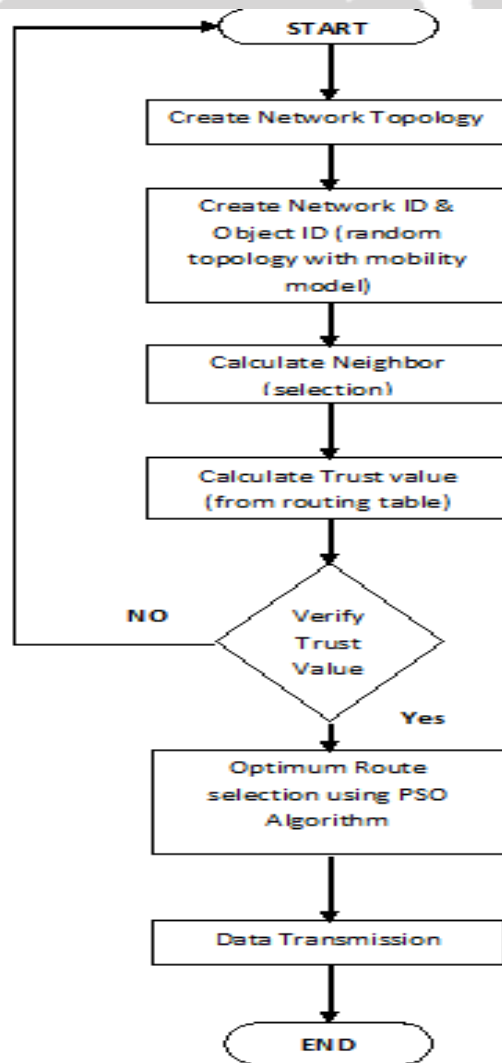 START
Create Network Topology
Create Network ID &
Object ID (random
topology with mobility
model)
Calculate Neighbor
(selection)
Calculate Trust value
(from routing table)
NO
Verify
Trust
Value
Yes
Optimum Route
selection using PSO
Algorithm
Data Transmission
END